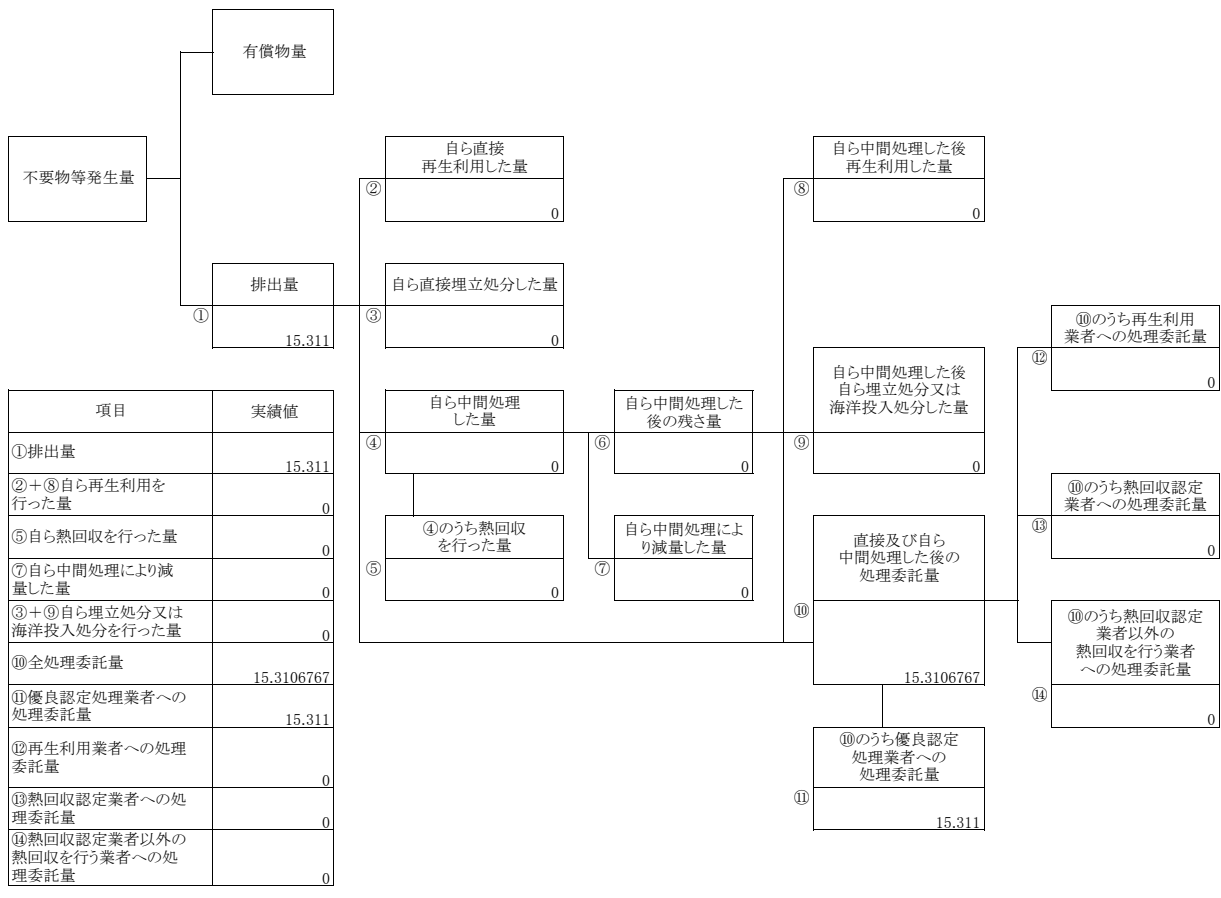 有償物量
不要物等発生量
排出量
①
15.311
自ら直接
再生利用した量
②
0
自ら直接埋立処分した量
③
0
自ら中間処理
した量
④
0
④のうち熱回収
を行った量
⑤
0
自ら中間処理した
後の残さ量
⑥
0
自ら中間処理によ
り減量した量
⑦
0
自ら中間処理した後
再生利用した量
⑧
0
自ら中間処理した後
自ら埋立処分又は
海洋投入処分した量
⑨
0
直接及び自ら
中間処理した後の
処理委託量
⑩
15.3106767
⑩のうち優良認定
処理業者への
処理委託量
⑪
15.311
⑩のうち再生利用
業者への処理委託量
⑫
0
⑩のうち熱回収認定
業者への処理委託量
⑬
0
⑩のうち熱回収認定
業者以外の
熱回収を行う業者
への処理委託量
⑭
0
項目 実績値
①排出量
15.311
②＋⑧自ら再生利用を
行った量
0
⑤自ら熱回収を行った量
0
⑦自ら中間処理により減
量した量
0
③＋⑨自ら埋立処分又は
海洋投入処分を行った量
0
⑩全処理委託量
15.3106767
⑪優良認定処理業者への
処理委託量
15.311
⑫再生利用業者への処理
委託量
0
⑬熱回収認定業者への処
理委託量
0
⑭熱回収認定業者以外の
熱回収を行う業者への処
理委託量
0